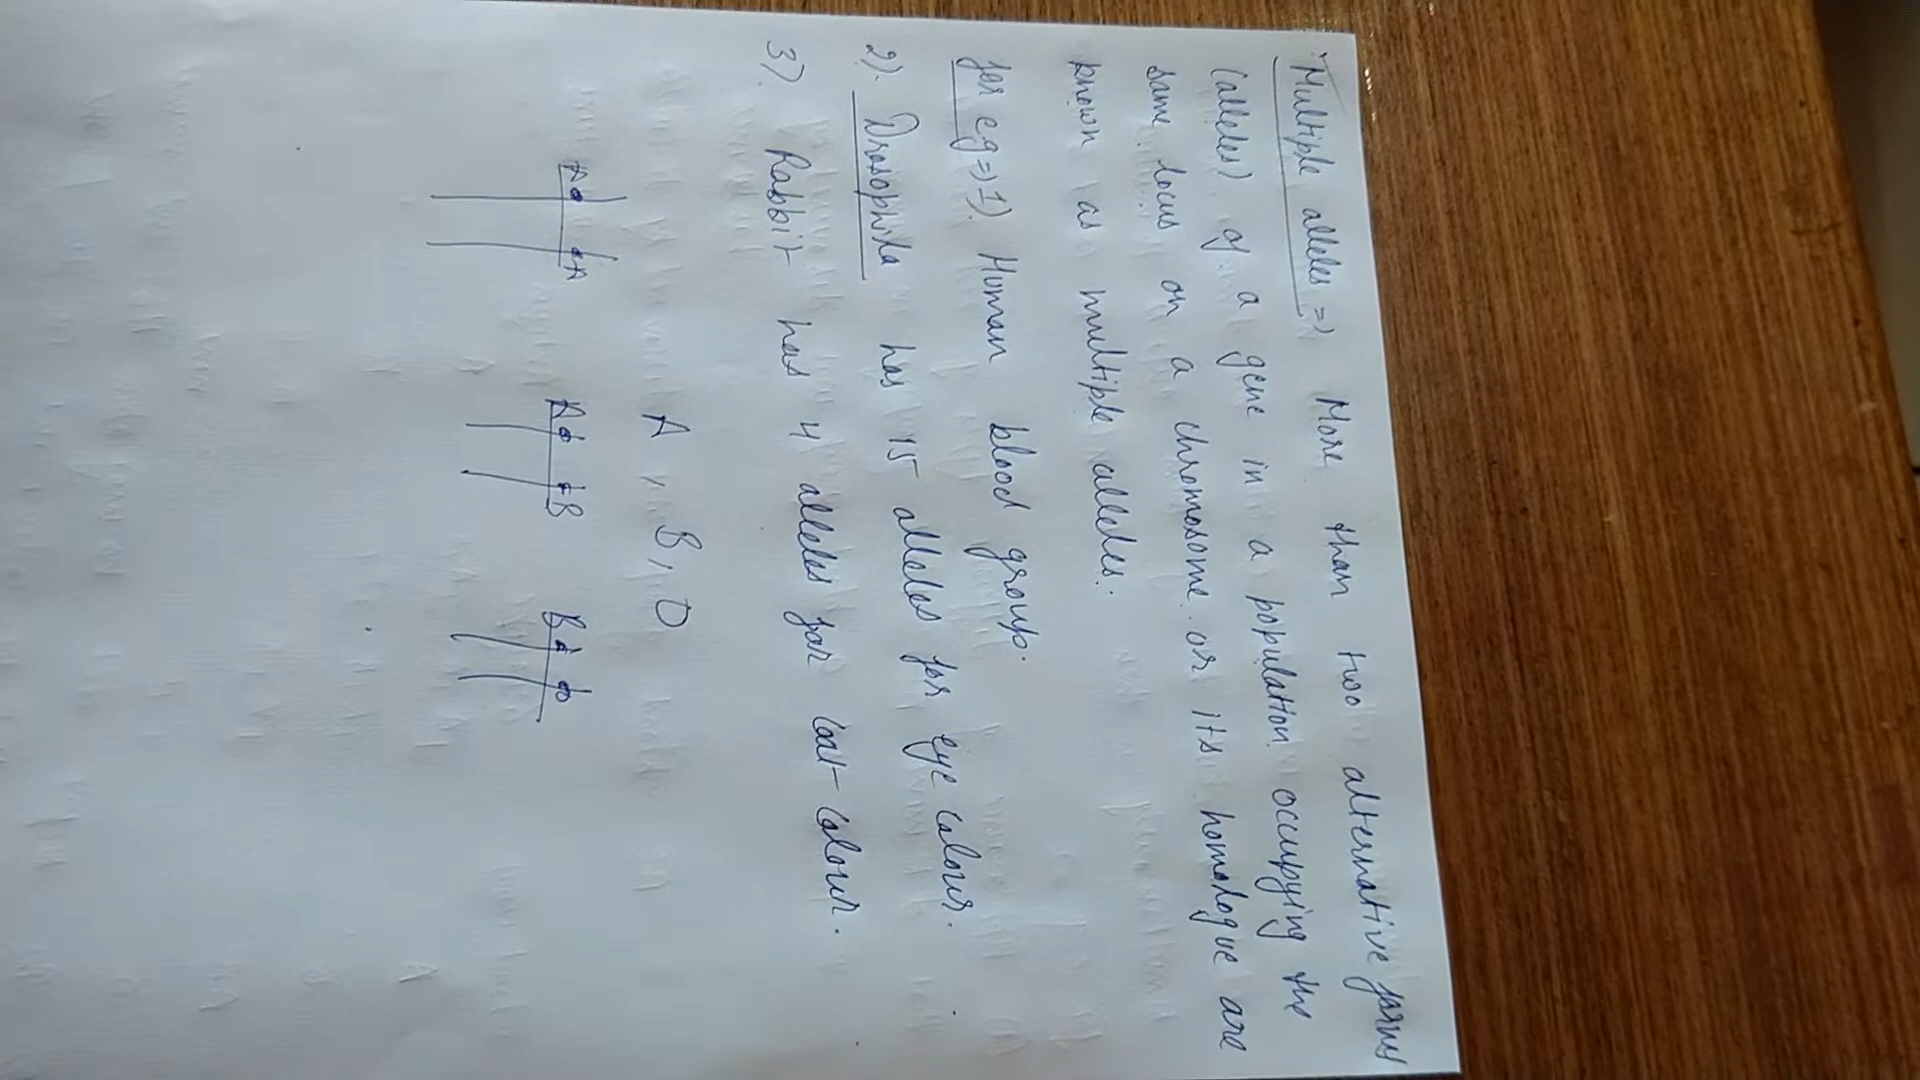 Multiple alleles => More than two alternative forms
(alleles) of a gene in a population occupying the
same locus on a chromosome or its homologue are
known as multiple alleles.
for eg => 1) Human blood group.
2). Drosophila has 15 alleles for eye colour.
3) Rabbit has 4 alleles for coat colour.
A , B, O
A A A B B O